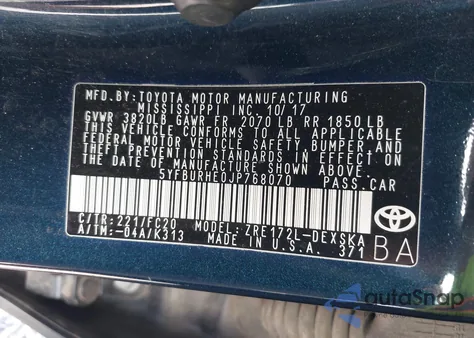 MFD.BY:TOYOTA MOTOR MANUFACTURING
MISSISSIPPI INC 10/17
GVWR 3820LB GAWR FR 2070 LB RR 1850 LB
THIS VEHICLE CONFORMS TO ALL APPLICABLE
FEDERAL MOTOR VEHICLE SAFETY, BUMPER, AND
THEFT PREVENTION STANDARDS IN EFFECT ON
THE DATE OF MANUFACTURE SHOWN ABOVE.
5YFBURHE0JP768070 PASS.CAR
C/TR:221/FC20 MODEL:ZRE172L-DEXSKA
A/TM:-04A/K313 MADE IN U.S.A. 371
BA
autoSnap